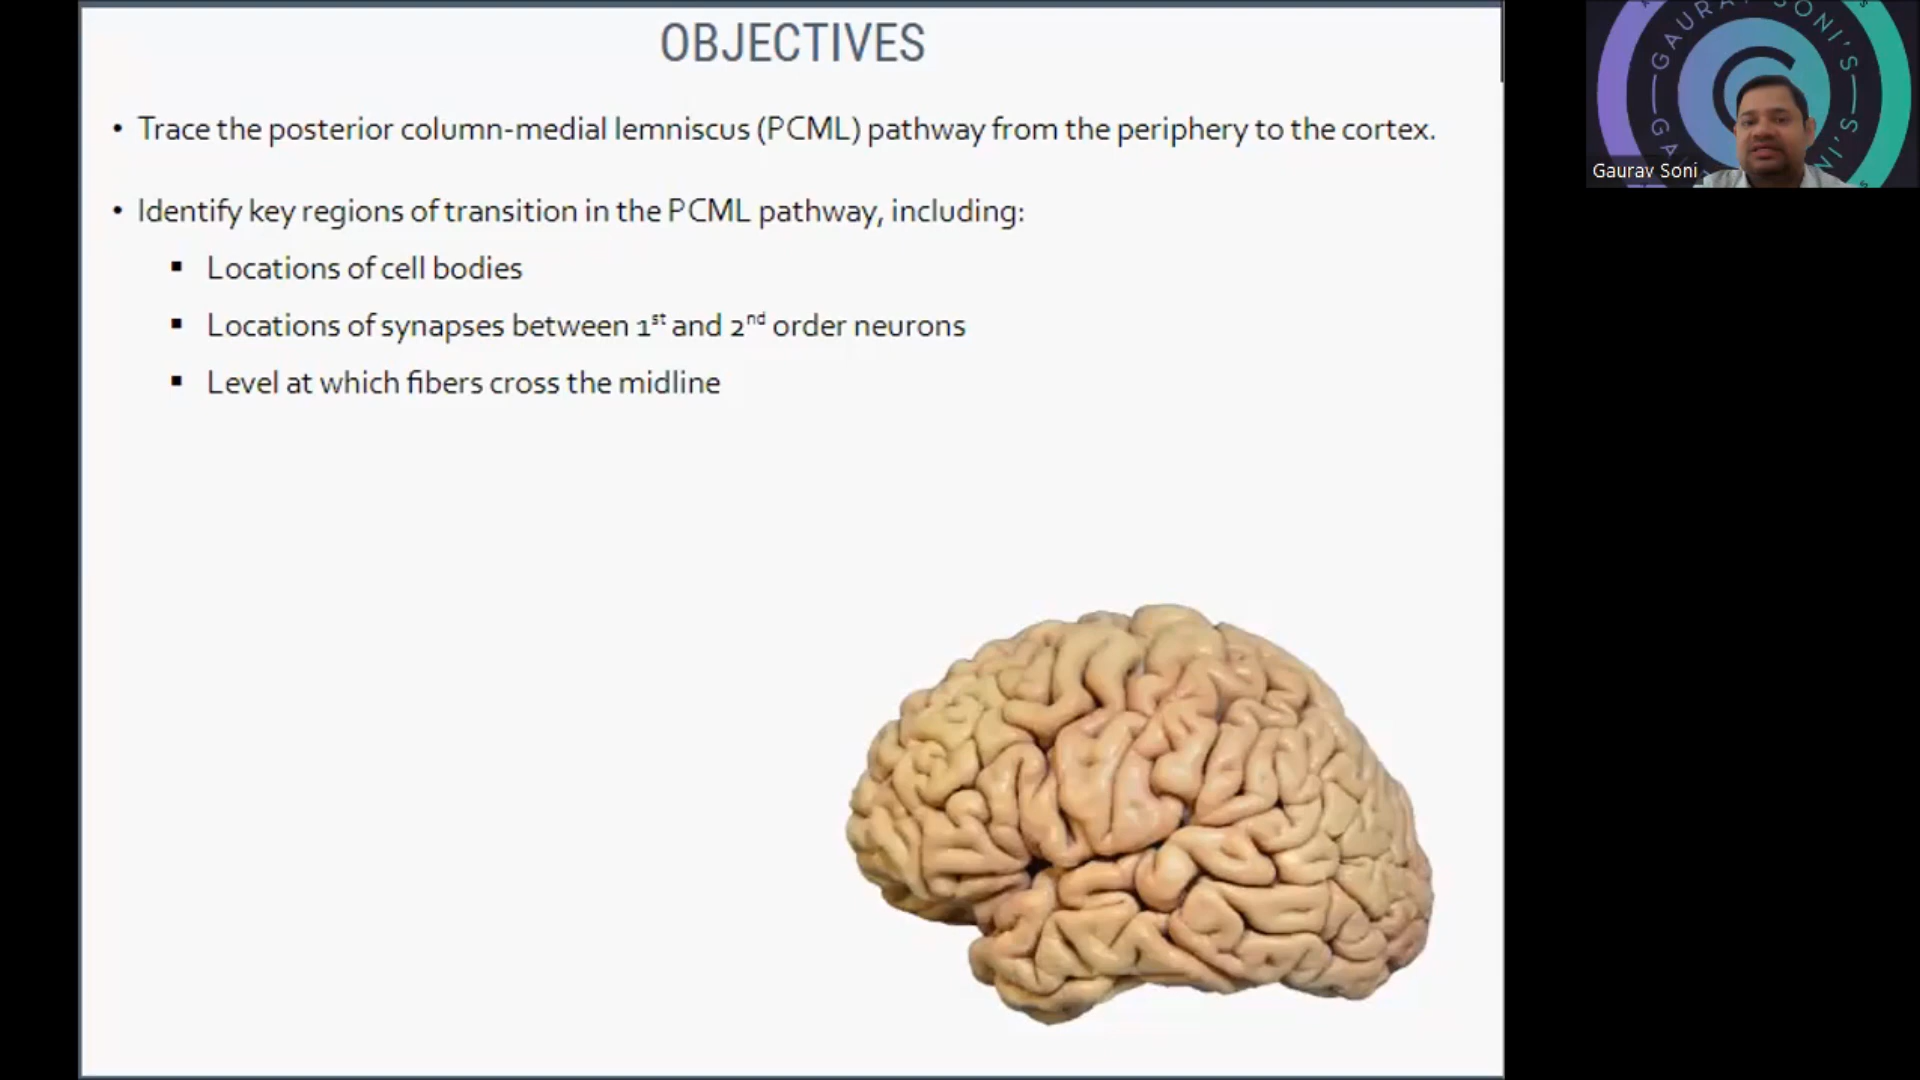 OBJECTIVES
• Trace the posterior column-medial lemniscus (PCML) pathway from the periphery to the cortex.
• Identify key regions of transition in the PCML pathway, including:
▪ Locations of cell bodies
▪ Locations of synapses between 1st and 2nd order neurons
▪ Level at which fibers cross the midline
GAURAV SONI'S
Gaurav Soni